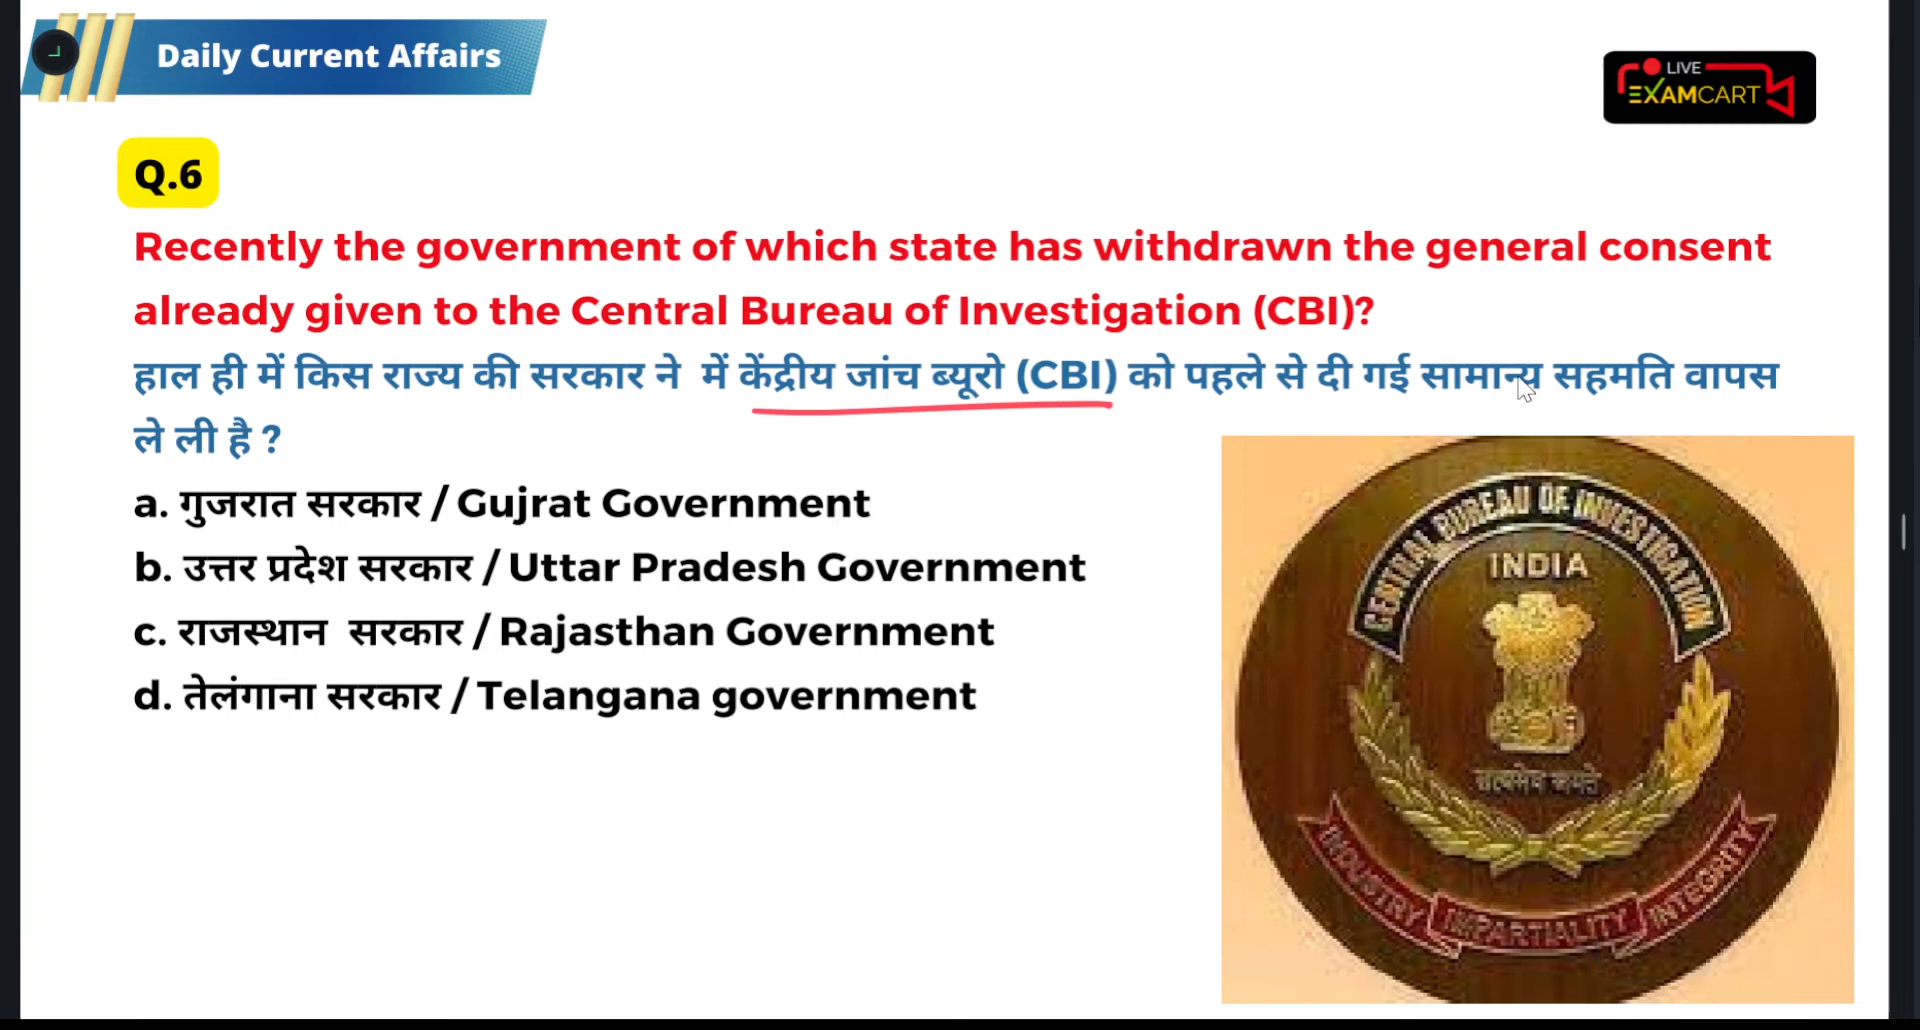 Daily Current Affairs
LIVE
EXAMCART
Q.6
Recently the government of which state has withdrawn the general consent
already given to the Central Bureau of Investigation (CBI)?
हाल ही में किस राज्य की सरकार ने में केंद्रीय जांच ब्यूरो (CBI) को पहले से दी गई सामान्य सहमति वापस
ले ली है ?
a. गुजरात सरकार / Gujrat Government
b. उत्तर प्रदेश सरकार / Uttar Pradesh Government
c. राजस्थान सरकार / Rajasthan Government
d. तेलंगाना सरकार / Telangana government
CENTRAL BUREAU OF INVESTIGATION
INDIA
सत्यमेव जयते
INDUSTRY IMPARTIALITY INTEGRITY